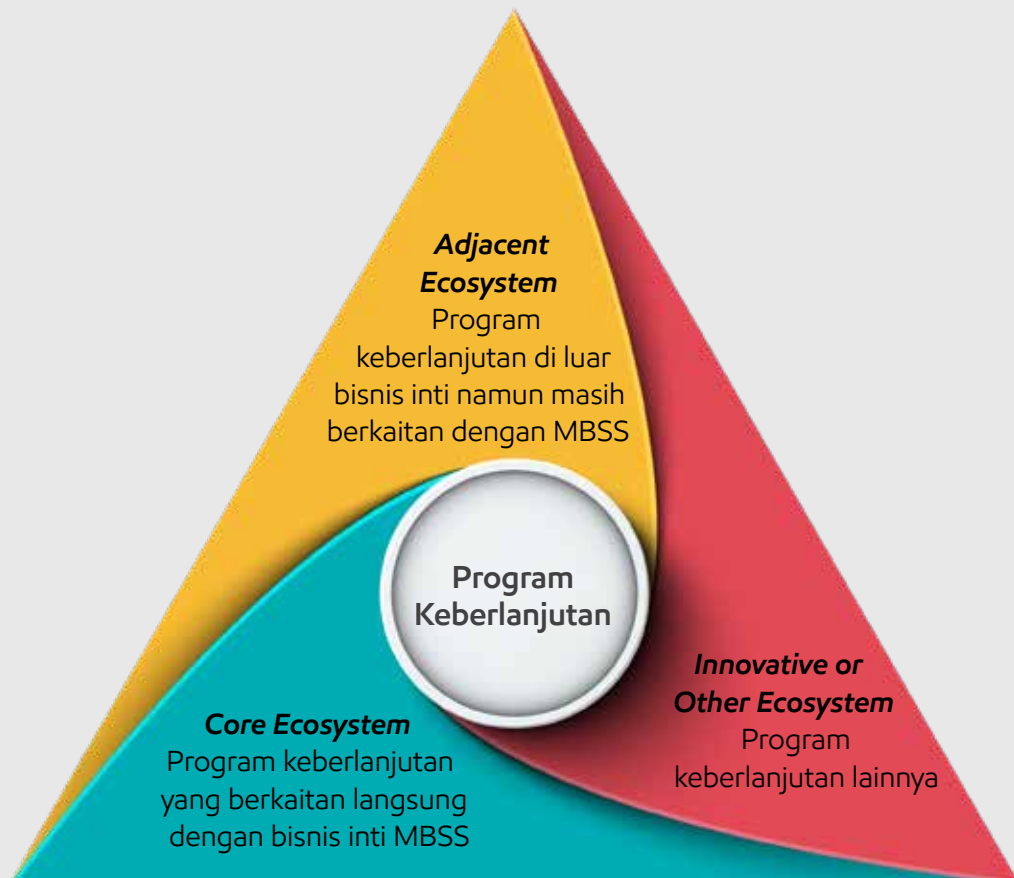 Adjacent
Ecosystem
Program
keberlanjutan di luar
bisnis inti namun masih
berkaitan dengan MBSS
Program
Keberlanjutan
Core Ecosystem
Program keberlanjutan
yang berkaitan langsung
dengan bisnis inti MBSS
Innovative or
Other Ecosystem
Program
keberlanjutan lainnya